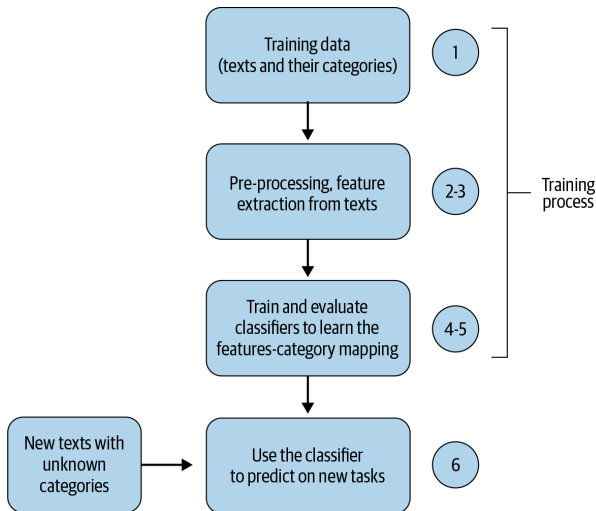 Training data
(texts and their categories)
1
Pre-processing, feature
extraction from texts
2-3
Training
process
Train and evaluate
classifiers to learn the
features-category mapping
4-5
New texts with
unknown
categories
Use the classifier
to predict on new tasks
6